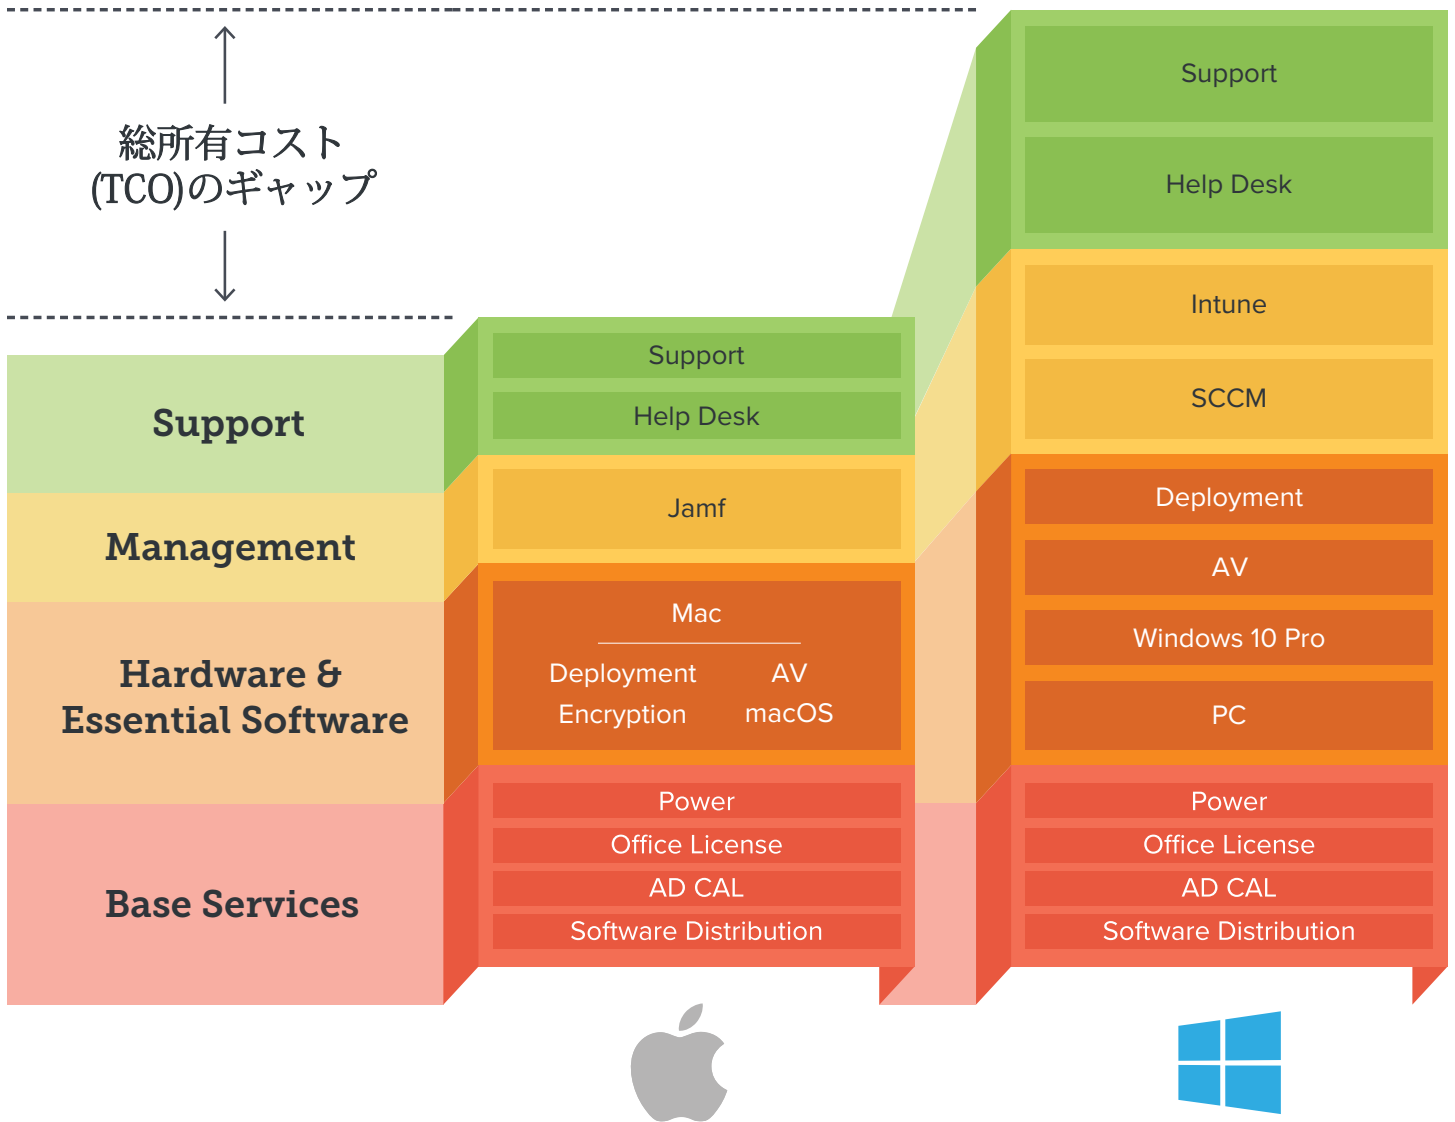 総所有コスト
(TCO)のギャップ
Support
Management
Hardware &
Essential Software
Base Services
Support
Help Desk
Jamf
Mac
Deployment AV
Encryption macOS
Power
Office License
AD CAL
Software Distribution
Support
Help Desk
Intune
SCCM
Deployment
AV
Windows 10 Pro
PC
Power
Office License
AD CAL
Software Distribution